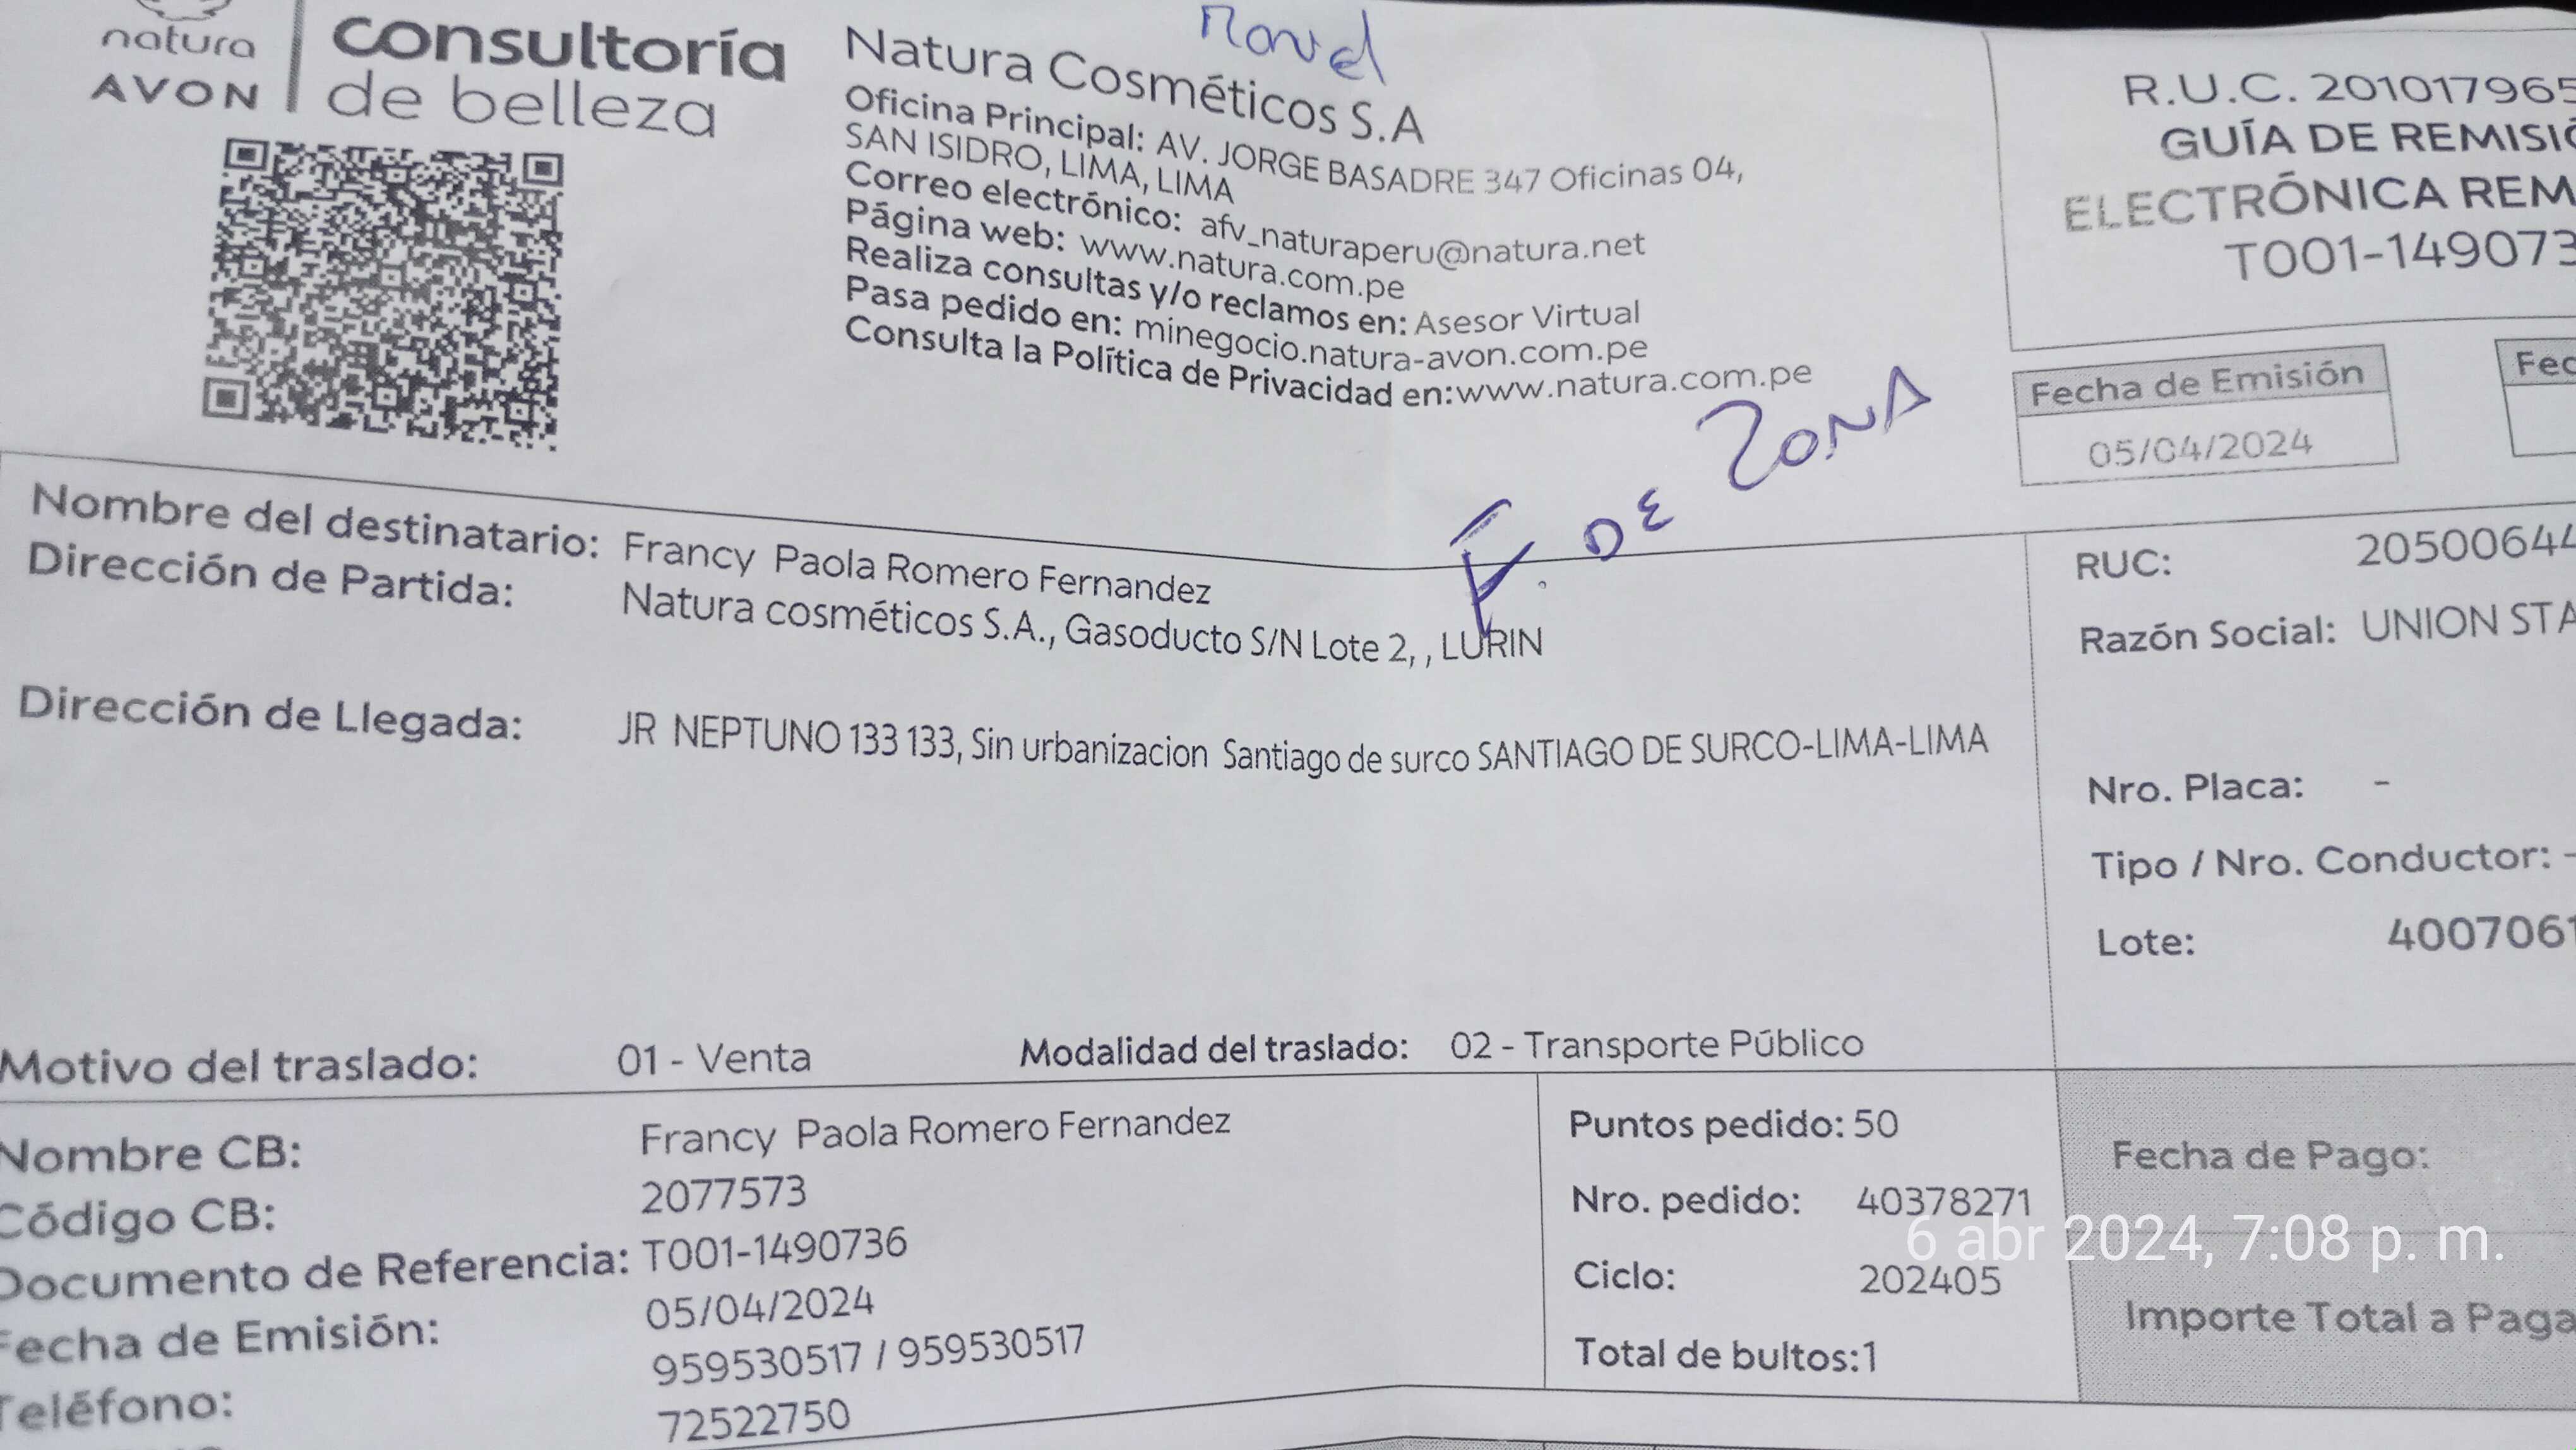 natura
AVON
consultoría
de belleza
Natura Cosméticos S.A
Oficina Principal: AV. JORGE BASADRE 347 Oficinas 04,
SAN ISIDRO, LIMA, LIMA
Correo electrónico: afv_naturaperu@natura.net
Página web: www.natura.com.pe
Realiza consultas y/o reclamos en: Asesor Virtual
Pasa pedido en: minegocio.natura-avon.com.pe
Consulta la Política de Privacidad en:www.natura.com.pe
F. DE ZONA
R.U.C. 201017965
GUÍA DE REMISIÓ
ELECTRÓNICA REM
T001-149073
Fecha de Emisión
05/04/2024
Fec
Nombre del destinatario: Francy Paola Romero Fernandez
Dirección de Partida: Natura cosméticos S.A., Gasoducto S/N Lote 2, , LURIN
Dirección de Llegada: JR NEPTUNO 133 133, Sin urbanizacion Santiago de surco SANTIAGO DE SURCO-LIMA-LIMA
RUC: 20500644
Razón Social: UNION STA
Nro. Placa: -
Tipo / Nro. Conductor: -
Lote: 4007061
Motivo del traslado: 01 - Venta Modalidad del traslado: 02 - Transporte Público
Nombre CB: Francy Paola Romero Fernandez
Código CB: 2077573
Documento de Referencia: T001-1490736
Fecha de Emisión: 05/04/2024
Teléfono: 959530517 / 959530517
72522750
Puntos pedido: 50
Nro. pedido: 40378271
Ciclo: 202405
Total de bultos:1
Fecha de Pago:
Importe Total a Paga
6 abr 2024, 7:08 p. m.